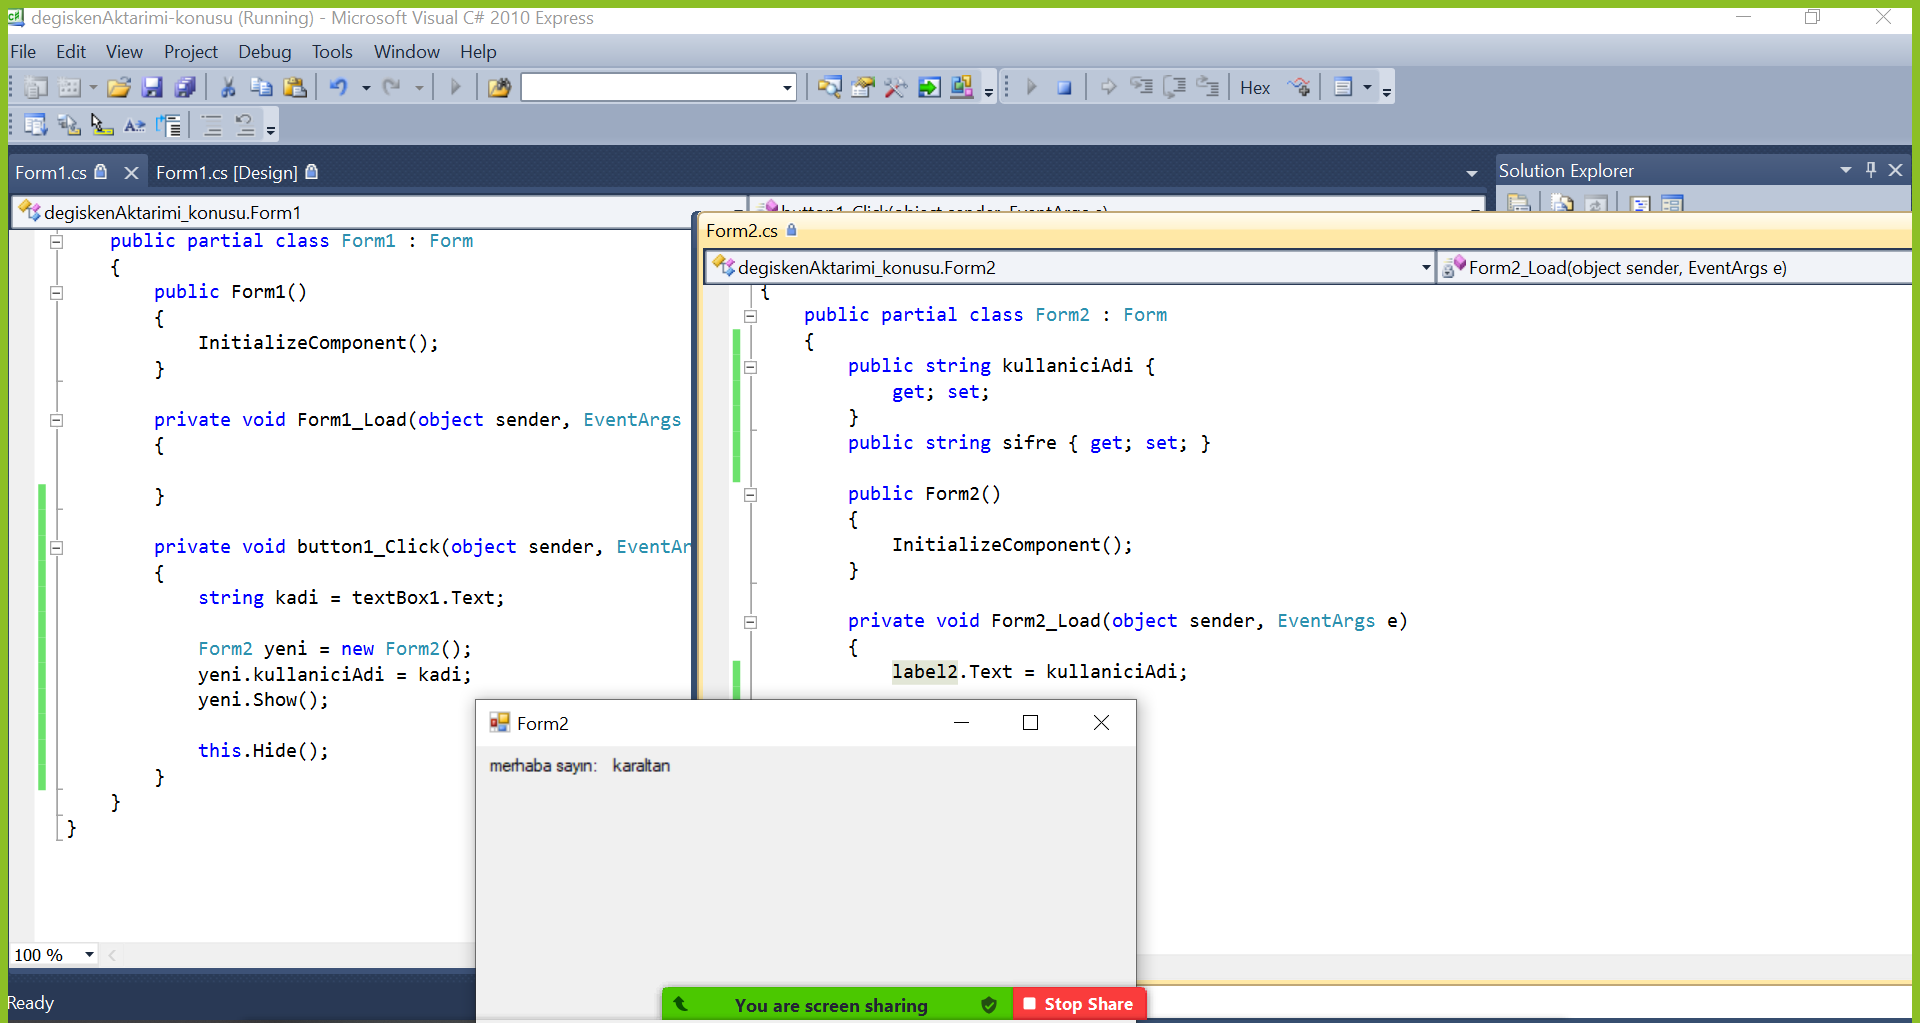 degiskenAktarimi-konusu (Running) - Microsoft Visual C# 2010 Express
File Edit View Project Debug Tools Window Help
Hex
Form1.cs Form1.cs [Design]
Solution Explorer
degiskenAktarimi_konusu.Form1
button1_Click(object sender, EventArgs e)
public partial class Form1 : Form
{
public Form1()
{
InitializeComponent();
}
private void Form1_Load(object sender, EventArgs
{
}
private void button1_Click(object sender, EventAr
{
string kadi = textBox1.Text;
Form2 yeni = new Form2();
yeni.kullaniciAdi = kadi;
yeni.Show();
this.Hide();
}
}
}
Form2.cs
degiskenAktarimi_konusu.Form2
Form2_Load(object sender, EventArgs e)
{
public partial class Form2 : Form
{
public string kullaniciAdi {
get; set;
}
public string sifre { get; set; }
public Form2()
{
InitializeComponent();
}
private void Form2_Load(object sender, EventArgs e)
{
label2.Text = kullaniciAdi;
Form2
merhaba sayın: karaltan
100 %
Ready
You are screen sharing
Stop Share